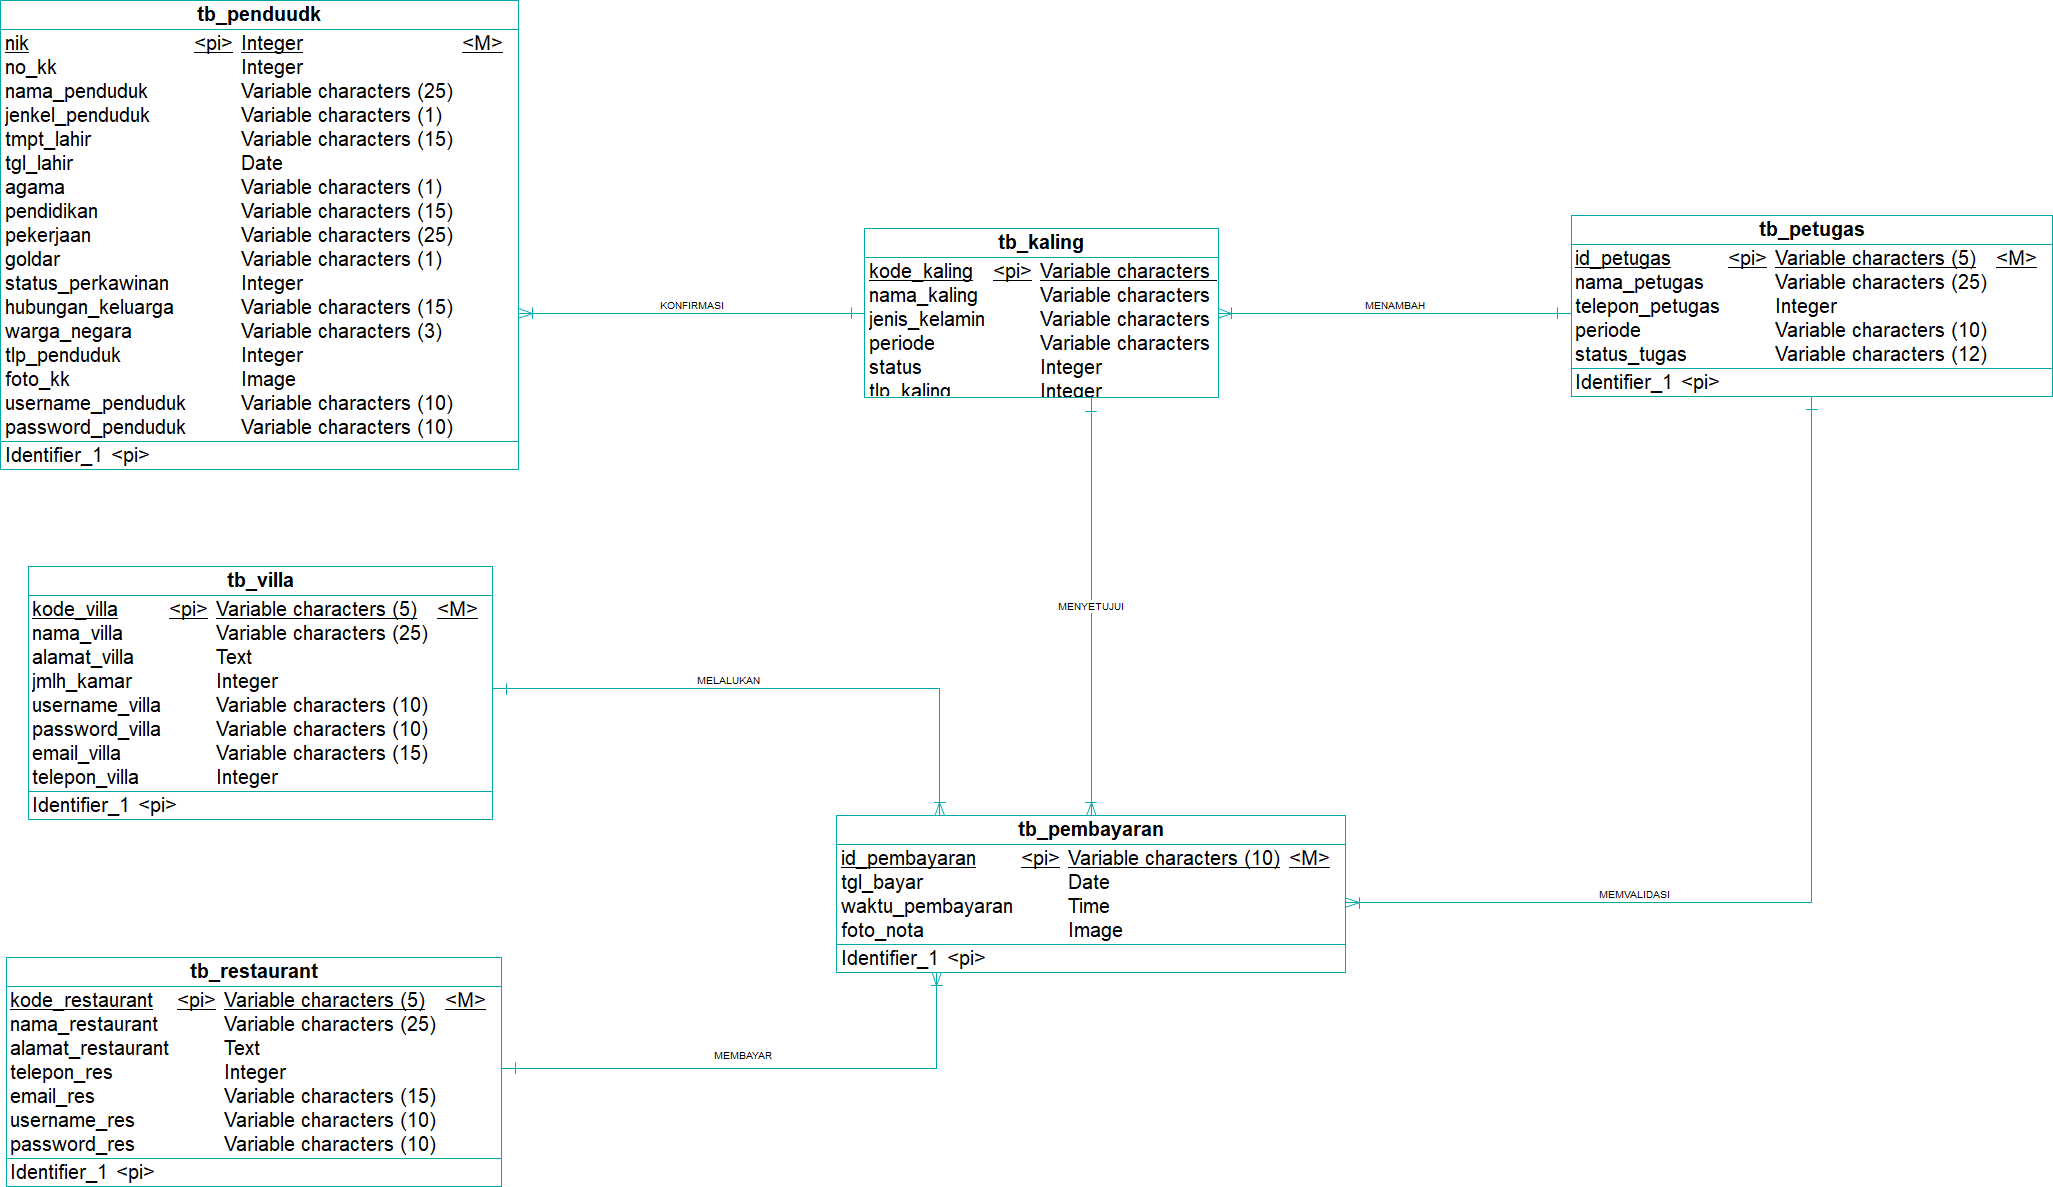 tb_penduudk
nik <pi> Integer <M>
no_kk Integer
nama_penduduk Variable characters (25)
jenkel_penduduk Variable characters (1)
tmpt_lahir Variable characters (15)
tgl_lahir Date
agama Variable characters (1)
pendidikan Variable characters (15)
pekerjaan Variable characters (25)
goldar Variable characters (1)
status_perkawinan Integer
hubungan_keluarga Variable characters (15)
warga_negara Variable characters (3)
tlp_penduduk Integer
foto_kk Image
username_penduduk Variable characters (10)
password_penduduk Variable characters (10)
Identifier_1 <pi>
KONFIRMASI
tb_kaling
kode_kaling <pi> Variable characters
nama_kaling Variable characters
jenis_kelamin Variable characters
periode Variable characters
status Integer
tlp_kaling Integer
MENAMBAH
tb_petugas
id_petugas <pi> Variable characters (5) <M>
nama_petugas Variable characters (25)
telepon_petugas Integer
periode Variable characters (10)
status_tugas Variable characters (12)
Identifier_1 <pi>
tb_villa
kode_villa <pi> Variable characters (5) <M>
nama_villa Variable characters (25)
alamat_villa Text
jmlh_kamar Integer
username_villa Variable characters (10)
password_villa Variable characters (10)
email_villa Variable characters (15)
telepon_villa Integer
Identifier_1 <pi>
MELALUKAN
MENYETUJUI
tb_pembayaran
id_pembayaran <pi> Variable characters (10) <M>
tgl_bayar Date
waktu_pembayaran Time
foto_nota Image
Identifier_1 <pi>
MEMVALIDASI
tb_restaurant
kode_restaurant <pi> Variable characters (5) <M>
nama_restaurant Variable characters (25)
alamat_restaurant Text
telepon_res Integer
email_res Variable characters (15)
username_res Variable characters (10)
password_res Variable characters (10)
Identifier_1 <pi>
MEMBAYAR